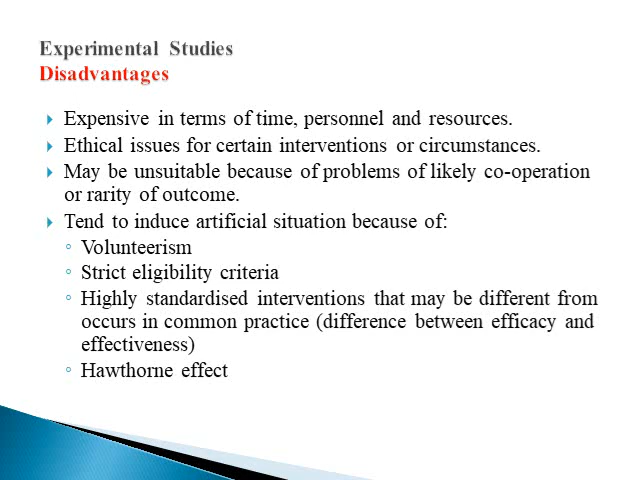 Experimental Studies
Disadvantages
Expensive in terms of time, personnel and resources.
Ethical issues for certain interventions or circumstances.
May be unsuitable because of problems of likely co-operation
or rarity of outcome.
Tend to induce artificial situation because of:
Volunteerism
Strict eligibility criteria
Highly standardised interventions that may be different from
occurs in common practice (difference between efficacy and
effectiveness)
Hawthorne effect